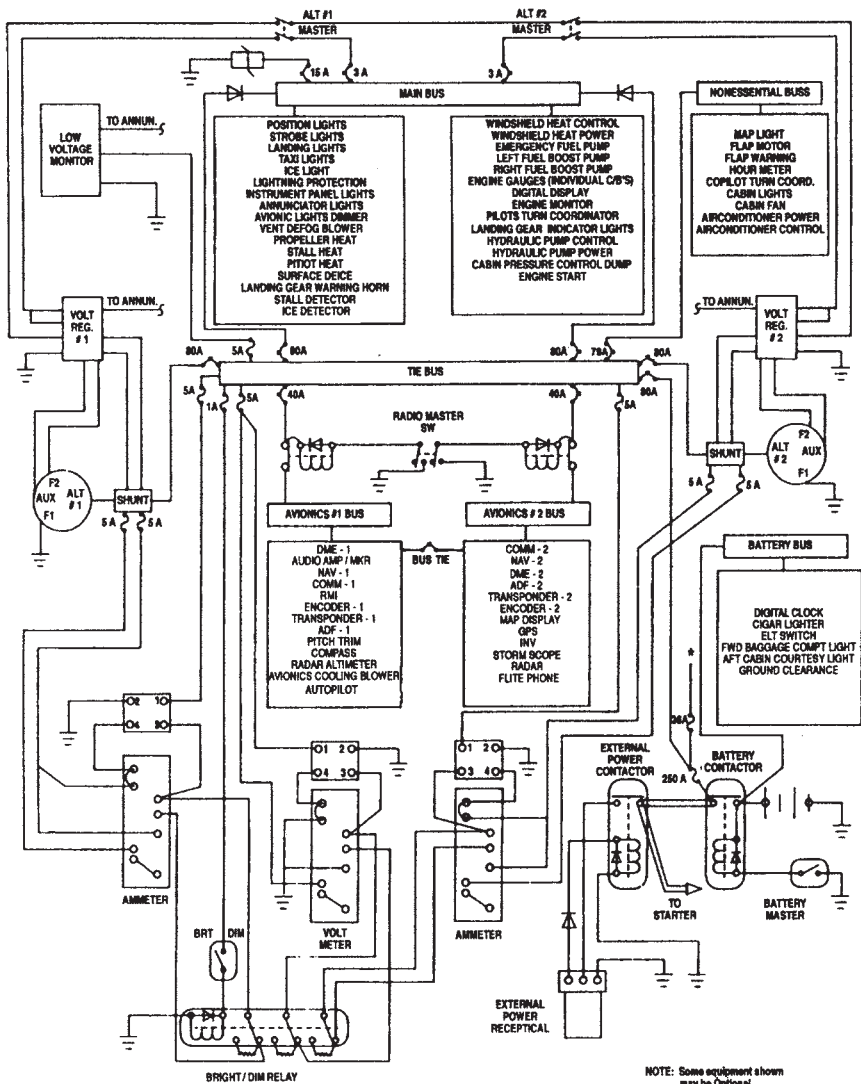 ALT #1
MASTER
ALT #2
MASTER
15 A
3 A
3 A
MAIN BUS
NONESSENTIAL BUSS
LOW
VOLTAGE
MONITOR
TO ANNUN.
POSITION LIGHTS
STROBE LIGHTS
LANDING LIGHTS
TAXI LIGHTS
ICE LIGHT
LIGHTNING PROTECTION
INSTRUMENT PANEL LIGHTS
ANNUNCIATOR LIGHTS
AVIONIC LIGHTS DIMMER
VENT DEFOG BLOWER
PROPELLER HEAT
STALL HEAT
PITIOT HEAT
SURFACE DEICE
LANDING GEAR WARNING HORN
STALL DETECTOR
ICE DETECTOR
WINDSHIELD HEAT CONTROL
WINDSHIELD HEAT POWER
EMERGENCY FUEL PUMP
LEFT FUEL BOOST PUMP
RIGHT FUEL BOOST PUMP
ENGINE GAUGES (INDIVIDUAL C/B'S)
DIGITAL DISPLAY
ENGINE MONITOR
PILOTS TURN COORDINATOR
LANDING GEAR INDICATOR LIGHTS
HYDRAULIC PUMP CONTROL
HYDRAULIC PUMP POWER
CABIN PRESSURE CONTROL DUMP
ENGINE START
MAP LIGHT
FLAP MOTOR
FLAP WARNING
HOUR METER
COPILOT TURN COORD.
CABIN LIGHTS
CABIN FAN
AIRCONDITIONER POWER
AIRCONDITIONER CONTROL
TO ANNUN.
VOLT
REG.
# 1
TO ANNUN.
VOLT
REG.
# 2
80A
5A
80A
80A
75A
80A
TIE BUS
80A
5A
1A
5A
40A
40A
5A
RADIO MASTER
SW
F2
AUX
F1
ALT
# 1
SHUNT
5 A
5 A
SHUNT
ALT
# 2
F2
AUX
F1
5 A
5 A
AVIONICS #1 BUS
AVIONICS # 2 BUS
BUS TIE
BATTERY BUS
DME - 1
AUDIO AMP / MKR
NAV - 1
COMM - 1
RMI
ENCODER - 1
TRANSPONDER - 1
ADF - 1
PITCH TRIM
COMPASS
RADAR ALTIMETER
AVIONICS COOLING BLOWER
AUTOPILOT
COMM - 2
NAV - 2
DME - 2
ADF - 2
TRANSPONDER - 2
ENCODER - 2
MAP DISPLAY
GPS
INV
STORM SCOPE
RADAR
FLITE PHONE
DIGITAL CLOCK
CIGAR LIGHTER
ELT SWITCH
FWD BAGGAGE COMPT LIGHT
AFT CABIN COURTESY LIGHT
GROUND CLEARANCE
*
2 1
4 3
1 2
4 3
1 2
3 4
250 A
EXTERNAL
POWER
CONTACTOR
BATTERY
CONTACTOR
AMMETER
VOLT
METER
AMMETER
TO
STARTER
BATTERY
MASTER
BRT DIM
EXTERNAL
POWER
RECEPTICAL
BRIGHT / DIM RELAY
NOTE: Some equipment shown
may be Optional